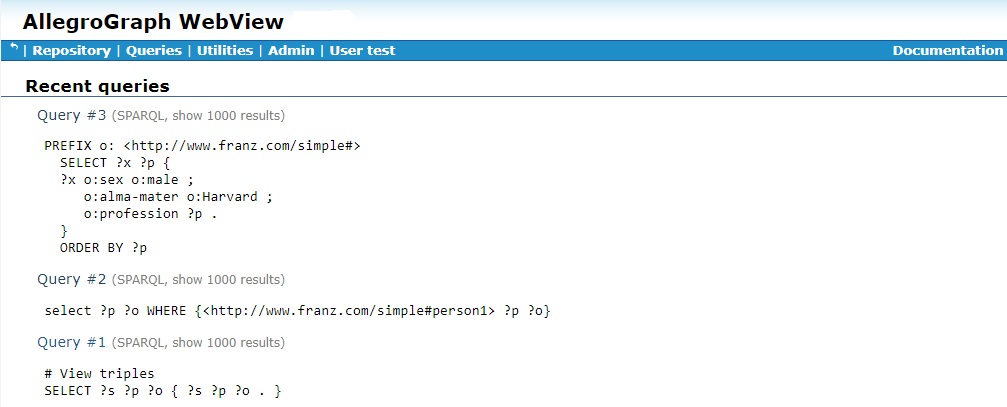 AllegroGraph WebView
| Repository | Queries | Utilities | Admin | User test Documentation
Recent queries
Query #3 (SPARQL, show 1000 results)
PREFIX o: <http://www.franz.com/simple#>
SELECT ?x ?p {
?x o:sex o:male ;
o:alma-mater o:Harvard ;
o:profession ?p .
}
ORDER BY ?p
Query #2 (SPARQL, show 1000 results)
select ?p ?o WHERE {<http://www.franz.com/simple#person1> ?p ?o}
Query #1 (SPARQL, show 1000 results)
# View triples
SELECT ?s ?p ?o { ?s ?p ?o . }